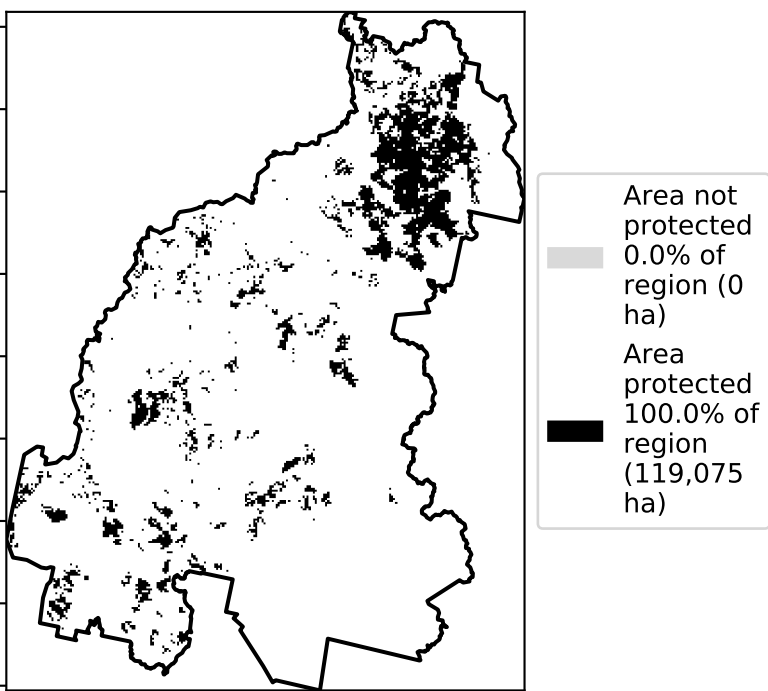 Area not
protected
0.0% of
region (0
ha)
Area
protected
100.0% of
region
(119,075
ha)